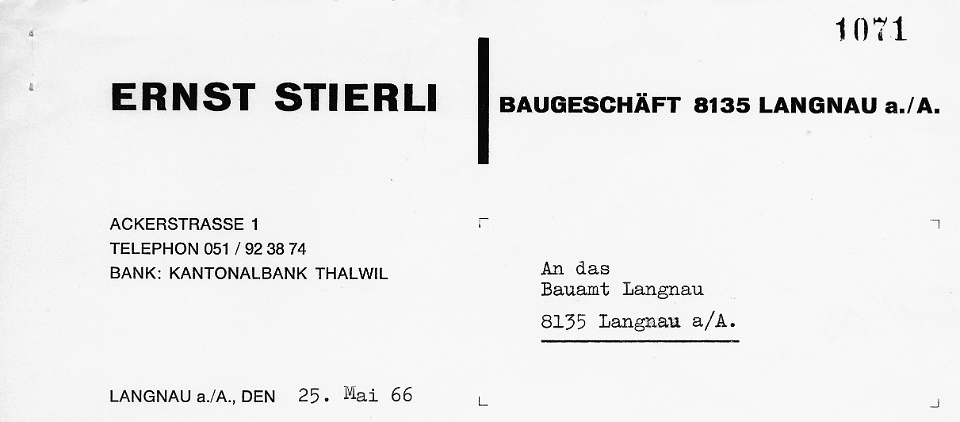 1071
ERNST STIERLI
BAUGESCHÄFT 8135 LANGNAU a./A.
ACKERSTRASSE 1
TELEPHON 051 / 92 38 74
BANK: KANTONALBANK THALWIL
An das
Bauamt Langnau
8135 Langnau a/A.
LANGNAU a./A., DEN 25. Mai 66